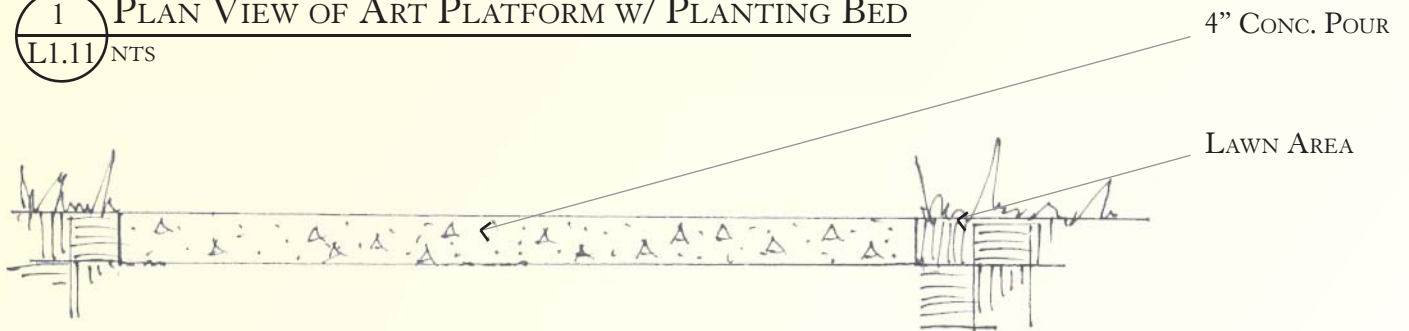 1 Plan View of Art Platform w/ Planting Bed
L1.11 NTS
4” Conc. Pour
Lawn Area